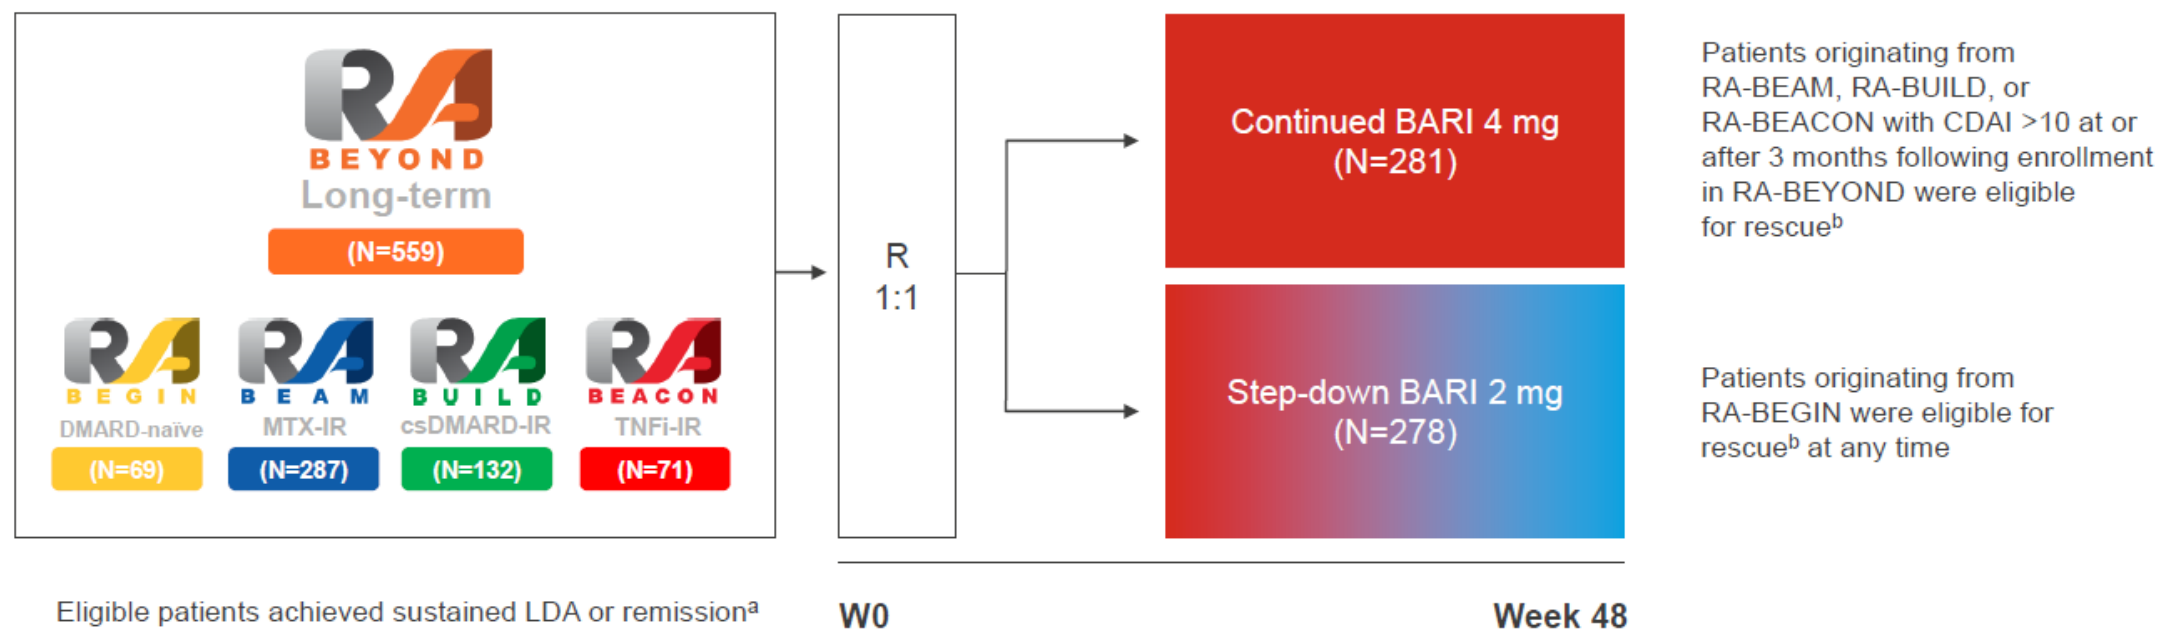 RA
BEYOND
Long-term
(N=559)
RA
BEGIN
DMARD-naïve
(N=69)
RA
BEAM
MTX-IR
(N=287)
RA
BUILD
csDMARD-IR
(N=132)
RA
BEACON
TNFi-IR
(N=71)
Eligible patients achieved sustained LDA or remissionᵃ
R
1:1
W0
Week 48
Continued BARI 4 mg
(N=281)
Step-down BARI 2 mg
(N=278)
Patients originating from
RA-BEAM, RA-BUILD, or
RA-BEACON with CDAI >10 at or
after 3 months following enrollment
in RA-BEYOND were eligible
for rescueᵇ
Patients originating from
RA-BEGIN were eligible for
rescueᵇ at any time